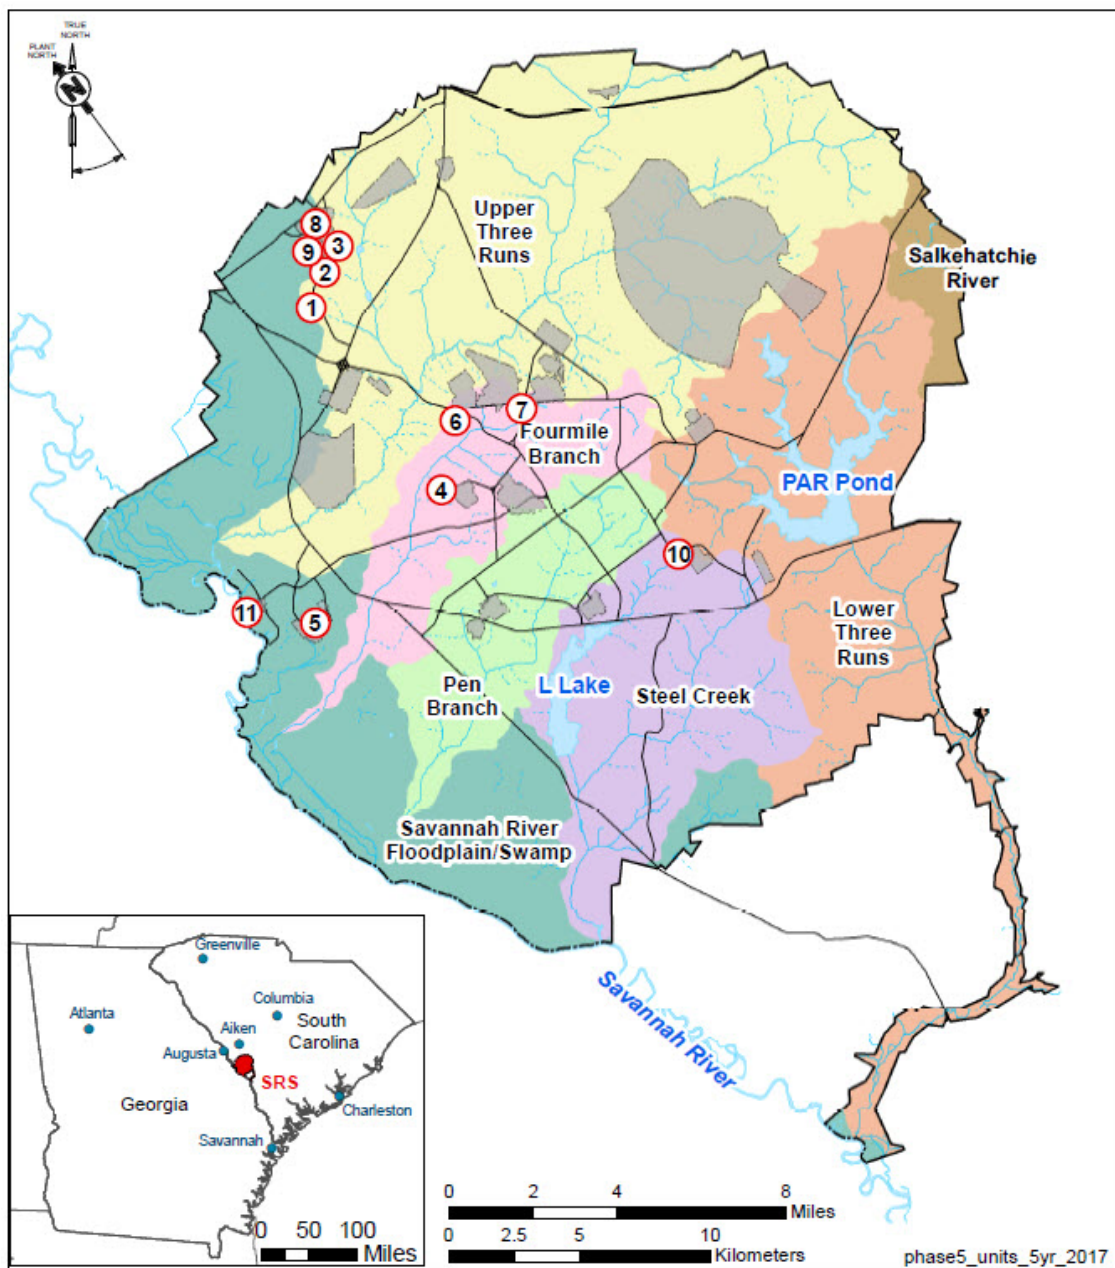 TRUE
NORTH
PLANT
NORTH
N
Upper
Three
Runs
Salkehatchie
River
8
3
9
2
1
6
7
Fourmile
Branch
4
PAR Pond
10
11
5
Lower
Three
Runs
Pen
Branch
L Lake
Steel Creek
Savannah River
Floodplain/Swamp
Savannah River
Greenville
Atlanta
Columbia
South
Carolina
Aiken
Augusta
SRS
Georgia
Charleston
Savannah
0 50 100
Miles
0 2 4 8
Miles
0 2.5 5 10
Kilometers
phase5_units_5yr_2017